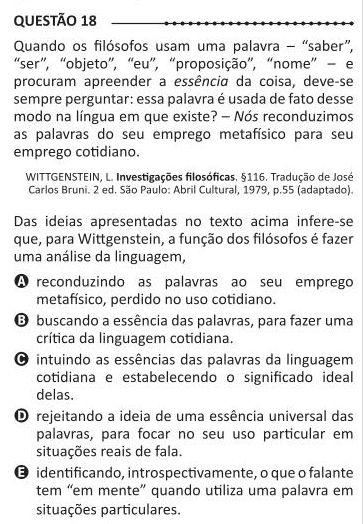 QUESTÃO 18
Quando os filósofos usam uma palavra – “saber”,
“ser”, “objeto”, “eu”, “proposição”, “nome” – e
procuram apreender a essência da coisa, deve-se
sempre perguntar: essa palavra é usada de fato desse
modo na língua em que existe? – Nós reconduzimos
as palavras do seu emprego metafísico para seu
emprego cotidiano.
WITTGENSTEIN, L. Investigações filosóficas. §116. Tradução de José
Carlos Bruni. 2 ed. São Paulo: Abril Cultural, 1979, p.55 (adaptado).
Das ideias apresentadas no texto acima infere-se
que, para Wittgenstein, a função dos filósofos é fazer
uma análise da linguagem,
A reconduzindo as palavras ao seu emprego
metafísico, perdido no uso cotidiano.
B buscando a essência das palavras, para fazer uma
crítica da linguagem cotidiana.
C intuindo as essências das palavras da linguagem
cotidiana e estabelecendo o significado ideal
delas.
D rejeitando a ideia de uma essência universal das
palavras, para focar no seu uso particular em
situações reais de fala.
E identificando, introspectivamente, o que o falante
tem “em mente” quando utiliza uma palavra em
situações particulares.